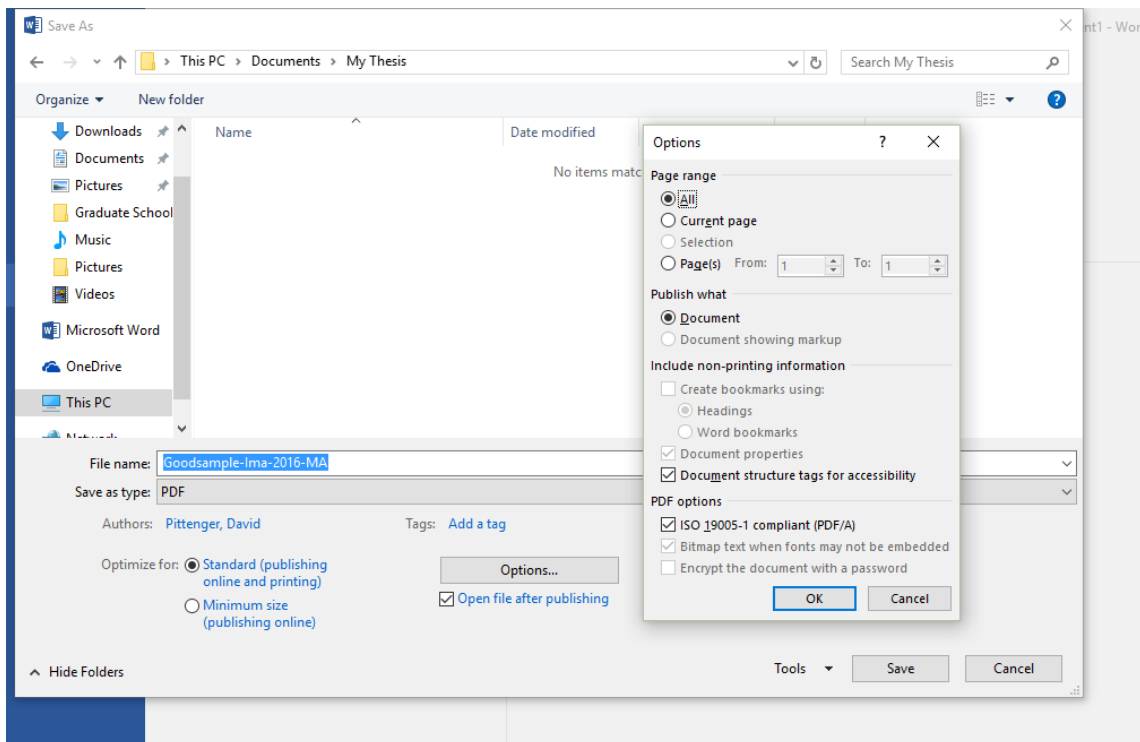 Save As
nt1 - Wor
This PC > Documents > My Thesis
Search My Thesis
Organize
New folder
Downloads
Documents
Pictures
Graduate School
Music
Pictures
Videos
Microsoft Word
OneDrive
This PC
Network
Name
Date modified
No items matc
File name: Goodsample-Ima-2016-MA
Save as type: PDF
Authors: Pittenger, David
Tags: Add a tag
Optimize for: Standard (publishing
online and printing)
Minimum size
(publishing online)
Options...
Open file after publishing
Hide Folders
Tools
Save
Cancel
Options ?
Page range
All
Current page
Selection
Page(s) From: 1 To: 1
Publish what
Document
Document showing markup
Include non-printing information
Create bookmarks using:
Headings
Word bookmarks
Document properties
Document structure tags for accessibility
PDF options
ISO 19005-1 compliant (PDF/A)
Bitmap text when fonts may not be embedded
Encrypt the document with a password
OK
Cancel